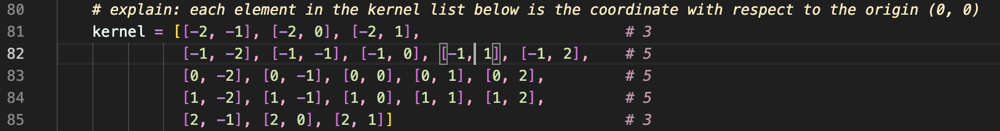 80 # explain: each element in the kernel list below is the coordinate with respect to the origin (0, 0)
81 kernel = [[-2, -1], [-2, 0], [-2, 1], # 3
82 [-1, -2], [-1, -1], [-1, 0], [-1, 1], [-1, 2], # 5
83 [0, -2], [0, -1], [0, 0], [0, 1], [0, 2], # 5
84 [1, -2], [1, -1], [1, 0], [1, 1], [1, 2], # 5
85 [2, -1], [2, 0], [2, 1]] # 3